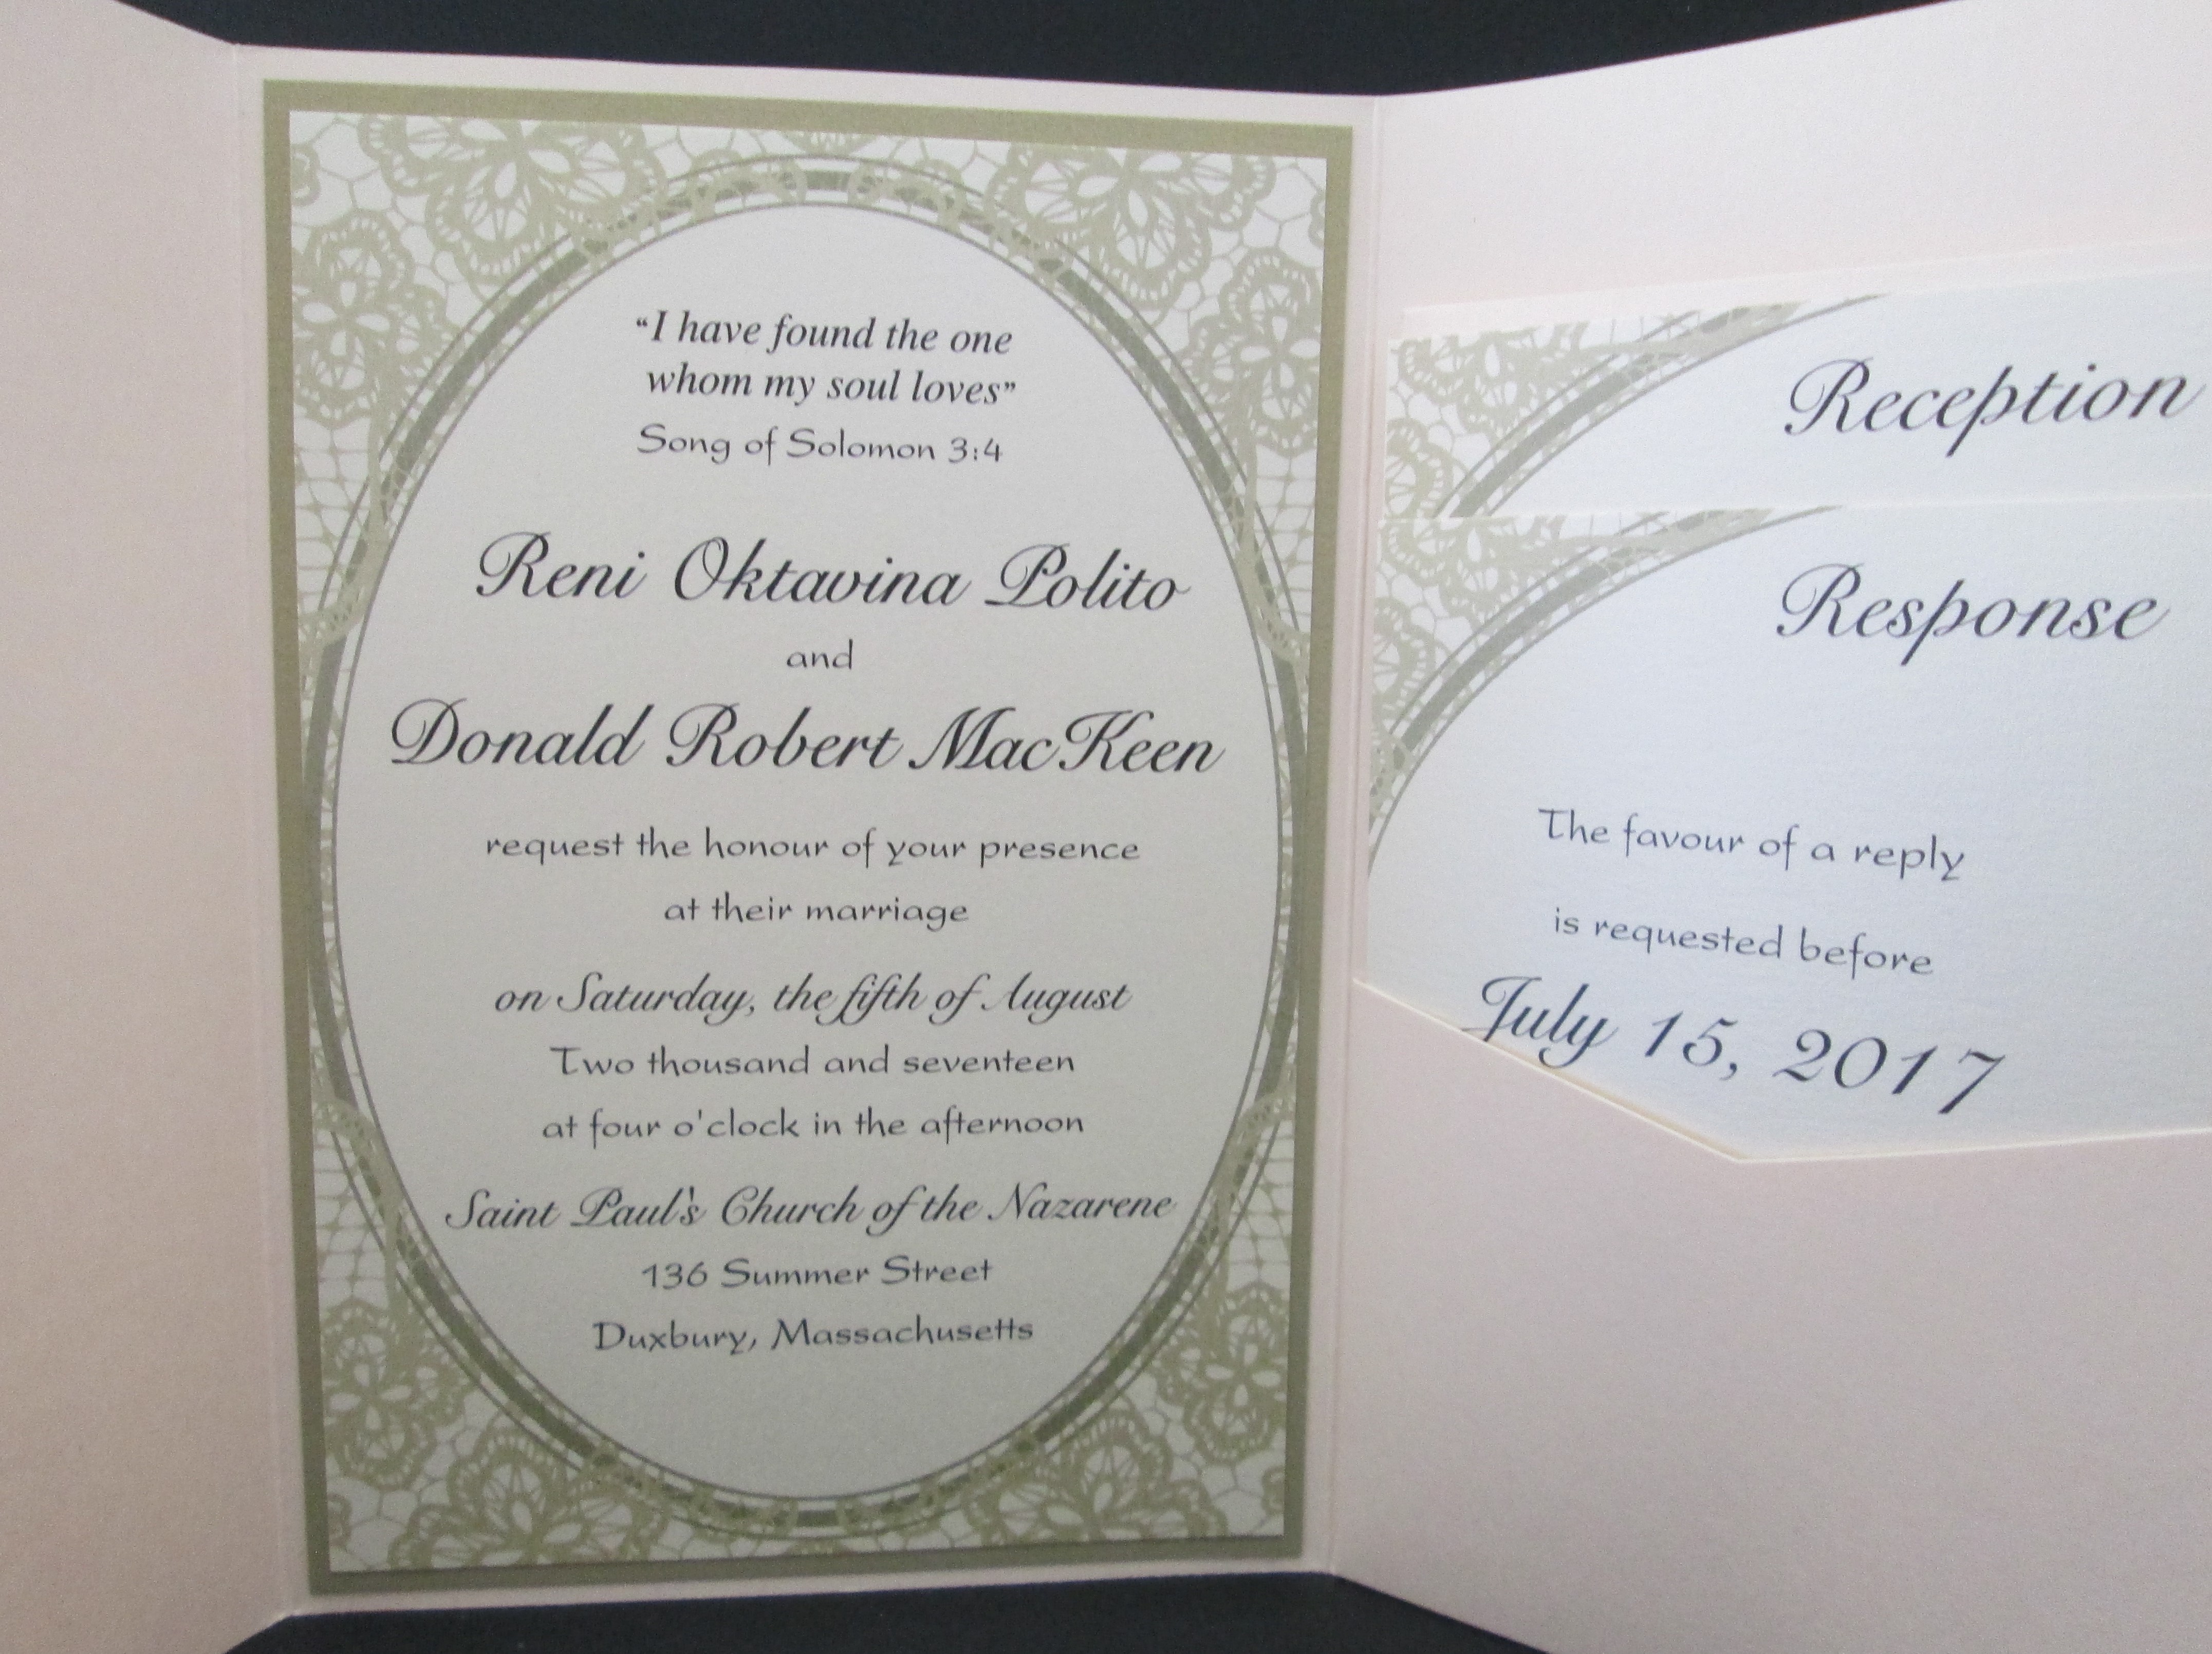 “I have found the one
whom my soul loves”
Song of Solomon 3:4
Reni Oktavina Polito
and
Donald Robert MacKeen
request the honour of your presence
at their marriage
on Saturday, the fifth of August
Two thousand and seventeen
at four o'clock in the afternoon
Saint Paul's Church of the Nazarene
136 Summer Street
Duxbury, Massachusetts
Reception
Response
The favour of a reply
is requested before
July 15, 2017